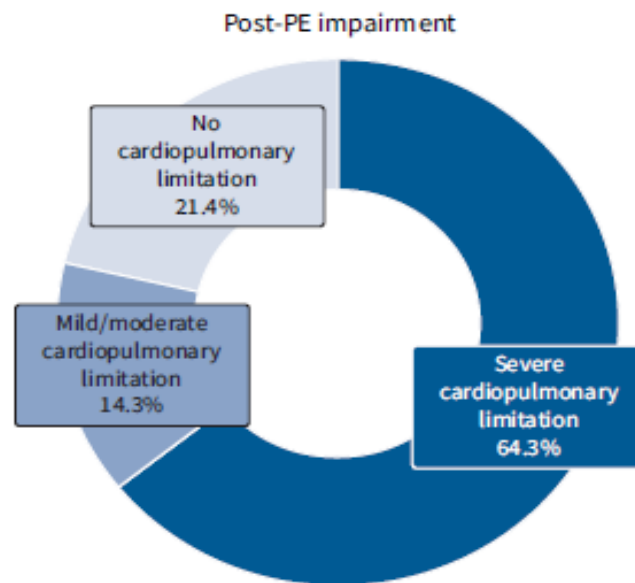 Post-PE impairment
No
cardiopulmonary
limitation
21.4%
Mild/moderate
cardiopulmonary
limitation
14.3%
Severe
cardiopulmonary
limitation
64.3%